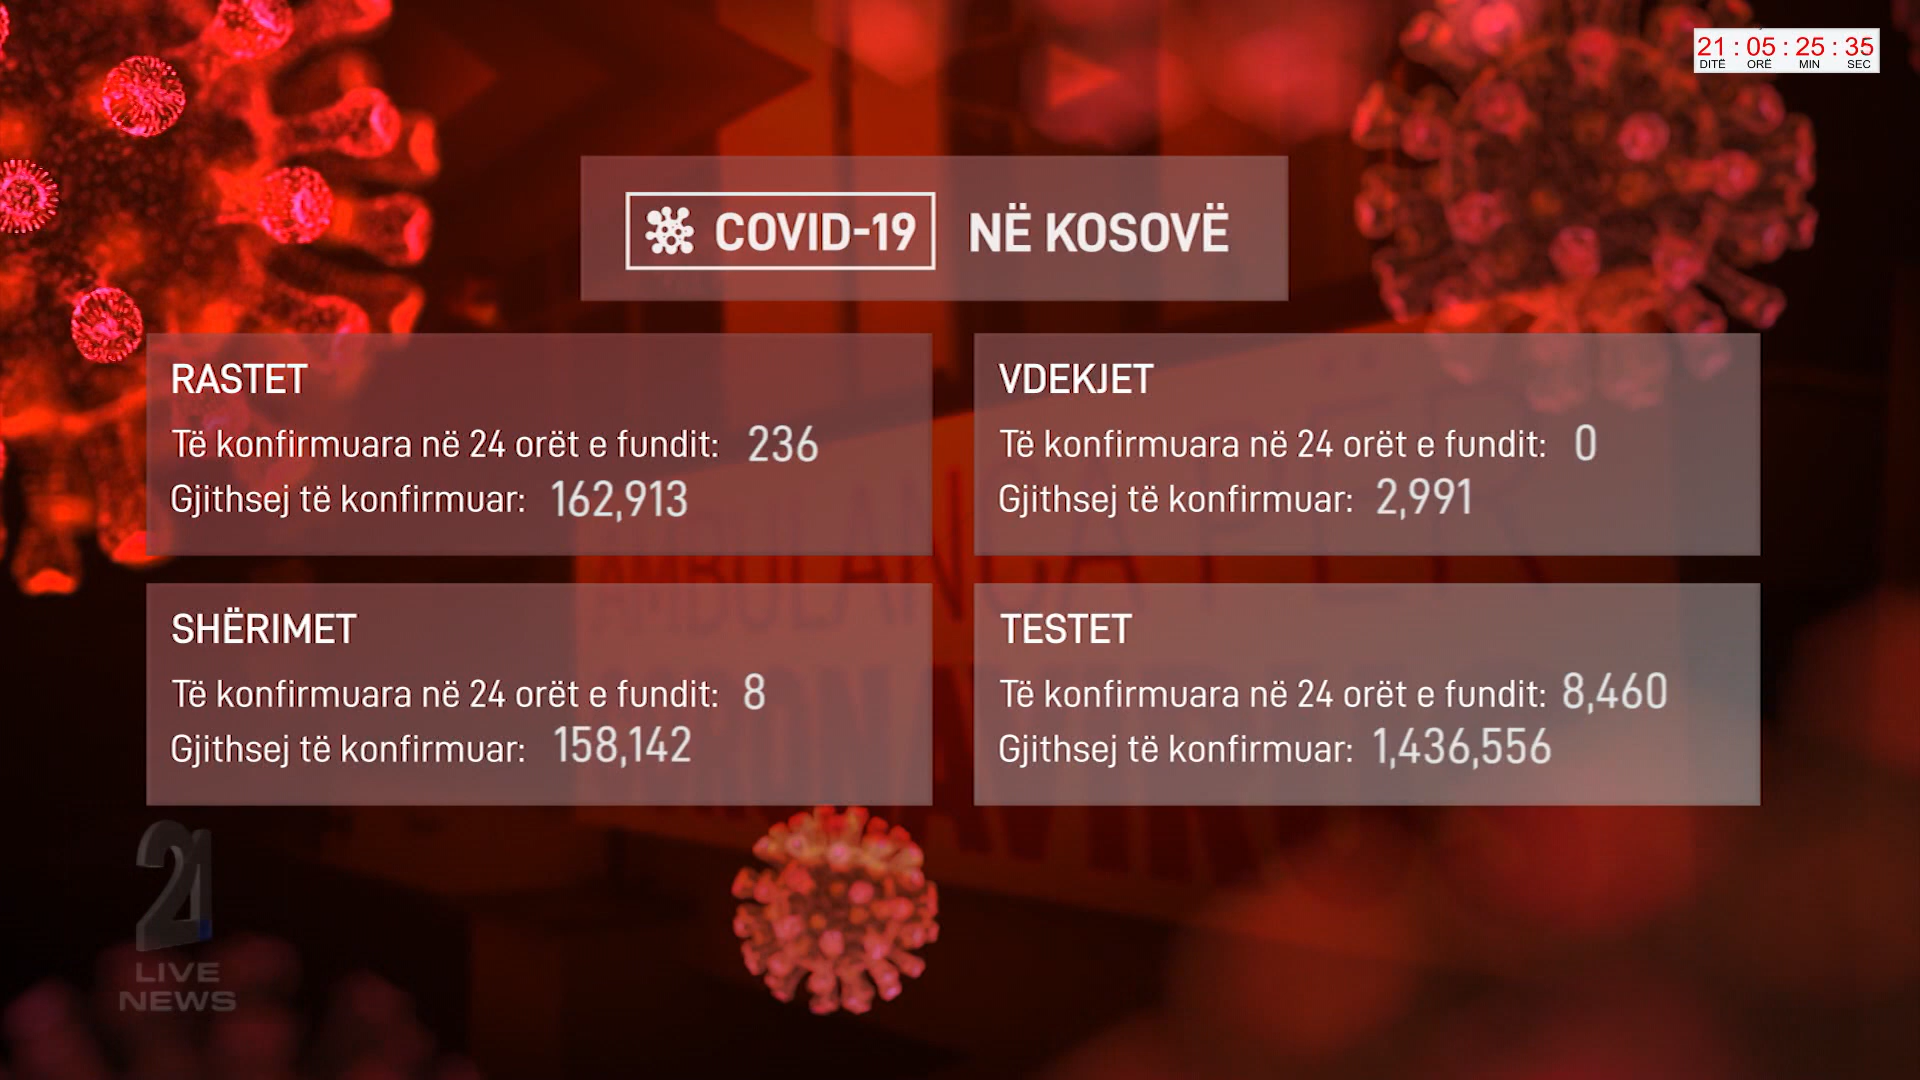 21 : 05 : 25 : 35
DITË ORË MIN SEC
COVID-19 NË KOSOVË
RASTET
Të konfirmuara në 24 orët e fundit: 236
Gjithsej të konfirmuar: 162,913
VDEKJET
Të konfirmuara në 24 orët e fundit: 0
Gjithsej të konfirmuar: 2,991
SHËRIMET
Të konfirmuara në 24 orët e fundit: 8
Gjithsej të konfirmuar: 158,142
TESTET
Të konfirmuara në 24 orët e fundit: 8,460
Gjithsej të konfirmuar: 1,436,556
AMBULANCA PËR
21
LIVE
NEWS